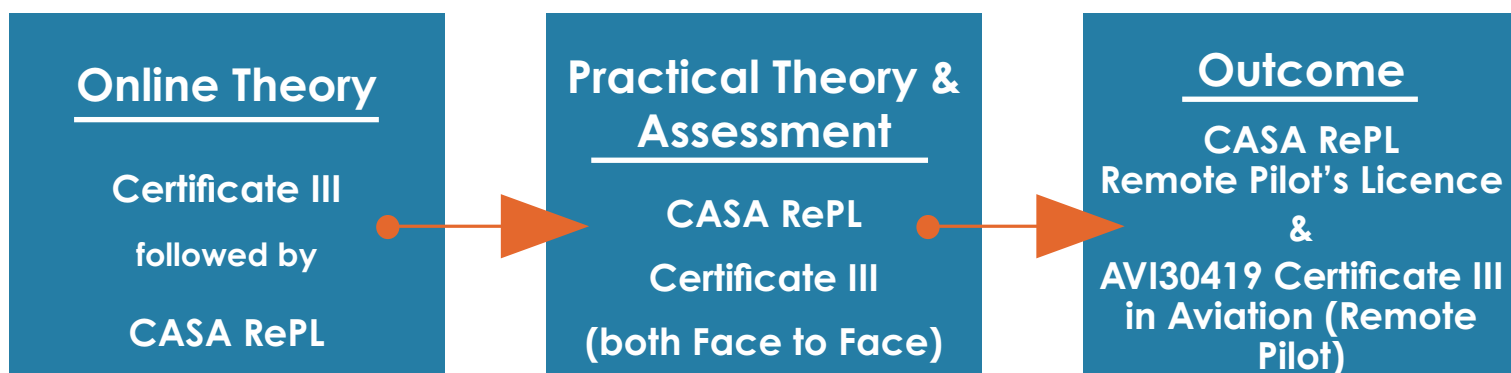 Online Theory
Certificate III
followed by
CASA RePL
Practical Theory &
Assessment
CASA RePL
Certificate III
(both Face to Face)
Outcome
CASA RePL
Remote Pilot’s Licence
&
AVI30419 Certificate III
in Aviation (Remote
Pilot)